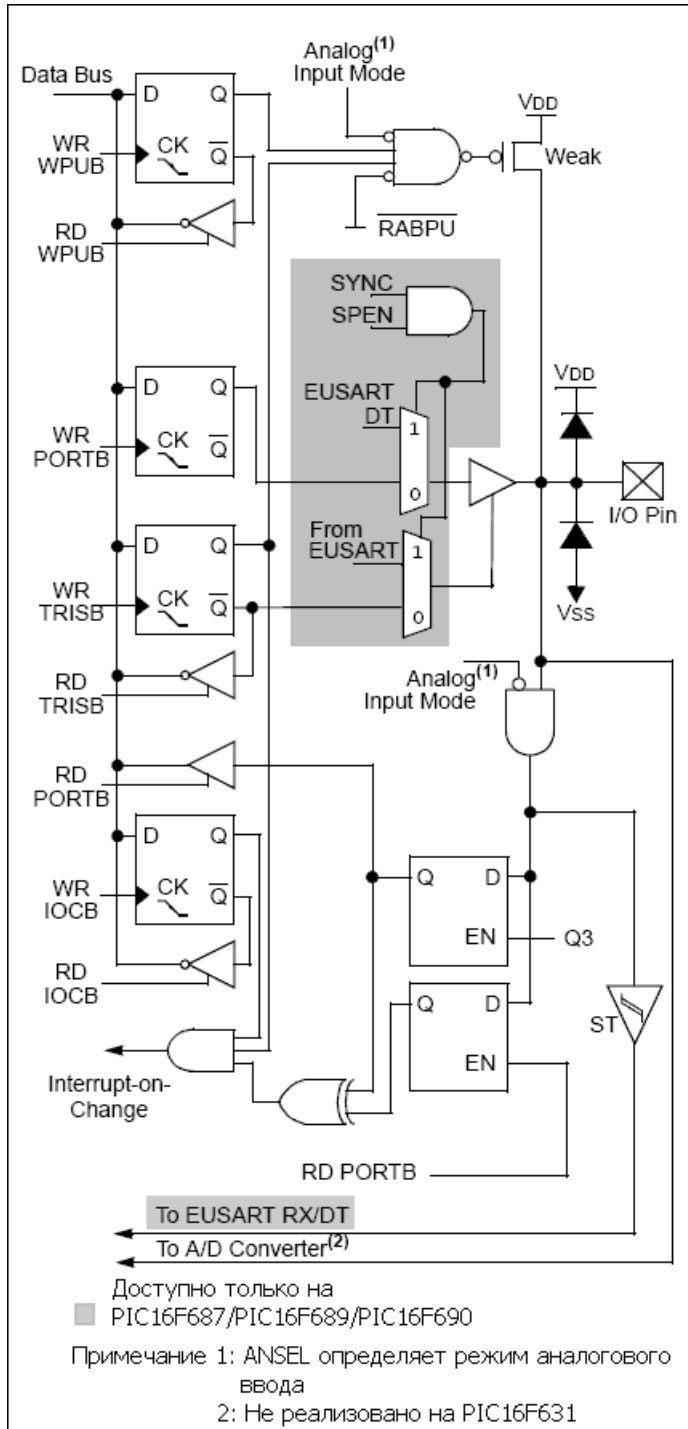 Analog(1)
Input Mode
Data Bus
D Q
VDD
WR
WPUB
CK Q
Weak
RD
WPUB
RABPU
SYNC
SPEN
D Q
EUSART
DT
1
VDD
WR
PORTB
CK Q
0
I/O Pin
D Q
From
EUSART
1
WR
TRISB
CK Q
0
VSS
RD
TRISB
Analog(1)
Input Mode
RD
PORTB
D Q
Q D
WR
IOCB
CK Q
EN
Q3
RD
IOCB
Q D
ST
EN
Interrupt-on-
Change
RD PORTB
To EUSART RX/DT
To A/D Converter(2)
Доступно только на
PIC16F687/PIC16F689/PIC16F690
Примечание 1: ANSEL определяет режим аналогового
ввода
2: Не реализовано на PIC16F631